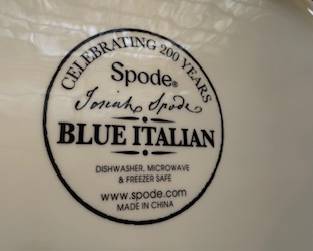 CELEBRATING 200 YEARS
Spode®
Josiah Spode
BLUE ITALIAN
DISHWASHER, MICROWAVE
& FREEZER SAFE
www.spode.com
MADE IN CHINA